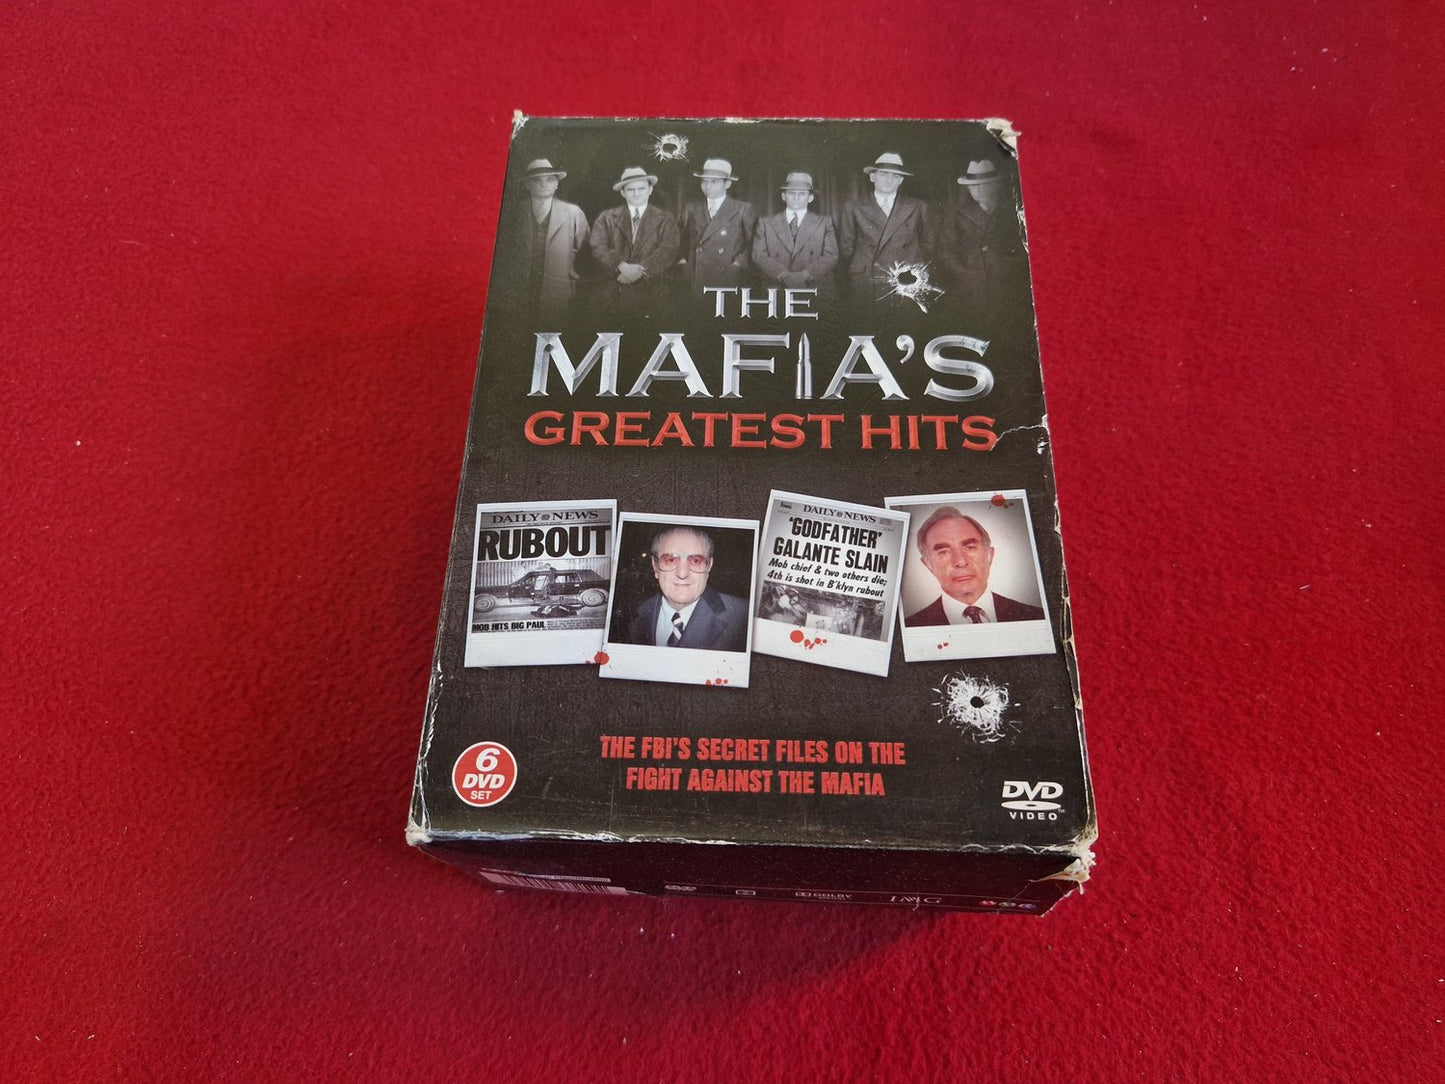 THE
MAFIA'S
GREATEST HITS
DAILY NEWS
RUBOUT
MOB HITS BIG PAUL
DAILY NEWS
'GODFATHER'
GALANTE SLAIN
Mob chief & two others die;
4th is shot in B'klyn rubout
THE FBI'S SECRET FILES ON THE
FIGHT AGAINST THE MAFIA
6
DVD
SET
DVD
VIDEO
DOLBY
IMG